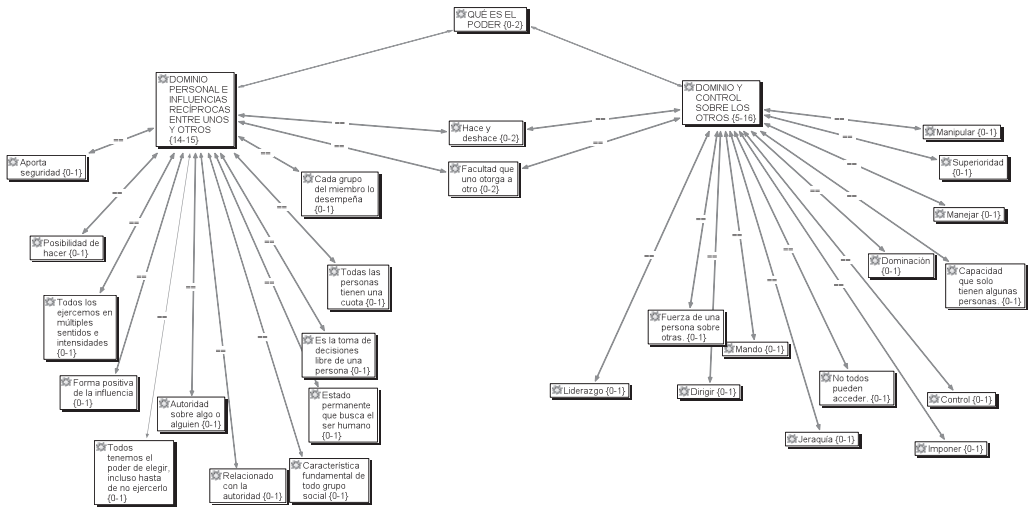 QUÉ ES EL
PODER {0-2}
DOMINIO
PERSONAL E
INFLUENCIAS
RECÍPROCAS
ENTRE UNOS
Y OTROS
{14-15}
DOMINIO Y
CONTROL
SOBRE LOS
OTROS {5-16}
Hace y
deshace {0-2}
Facultad que
uno otorga a
otro {0-2}
Aporta
seguridad {0-1}
Cada grupo
del miembro lo
desempeña
{0-1}
Posibilidad de
hacer {0-1}
Todas las
personas
tienen una
cuota {0-1}
Todos los
ejercemos en
múltiples
sentidos e
intensidades
{0-1}
Es la toma de
decisiones
libre de una
persona {0-1}
Forma positiva
de la influencia
{0-1}
Autoridad
sobre algo o
alguien {0-1}
Estado
permanente
que busca el
ser humano
{0-1}
Todos
tenemos el
poder de elegir,
incluso hasta
de no ejercerlo
{0-1}
Relacionado
con la
autoridad {0-1}
Característica
fundamental de
todo grupo
social {0-1}
Manipular {0-1}
Superioridad
{0-1}
Manejar {0-1}
Dominación
{0-1}
Capacidad
que solo
tienen algunas
personas. {0-1}
Fuerza de una
persona sobre
otras. {0-1}
Mando {0-1}
Liderazgo {0-1}
Dirigir {0-1}
No todos
pueden
acceder. {0-1}
Control {0-1}
Jeraquía {0-1}
Imponer {0-1}